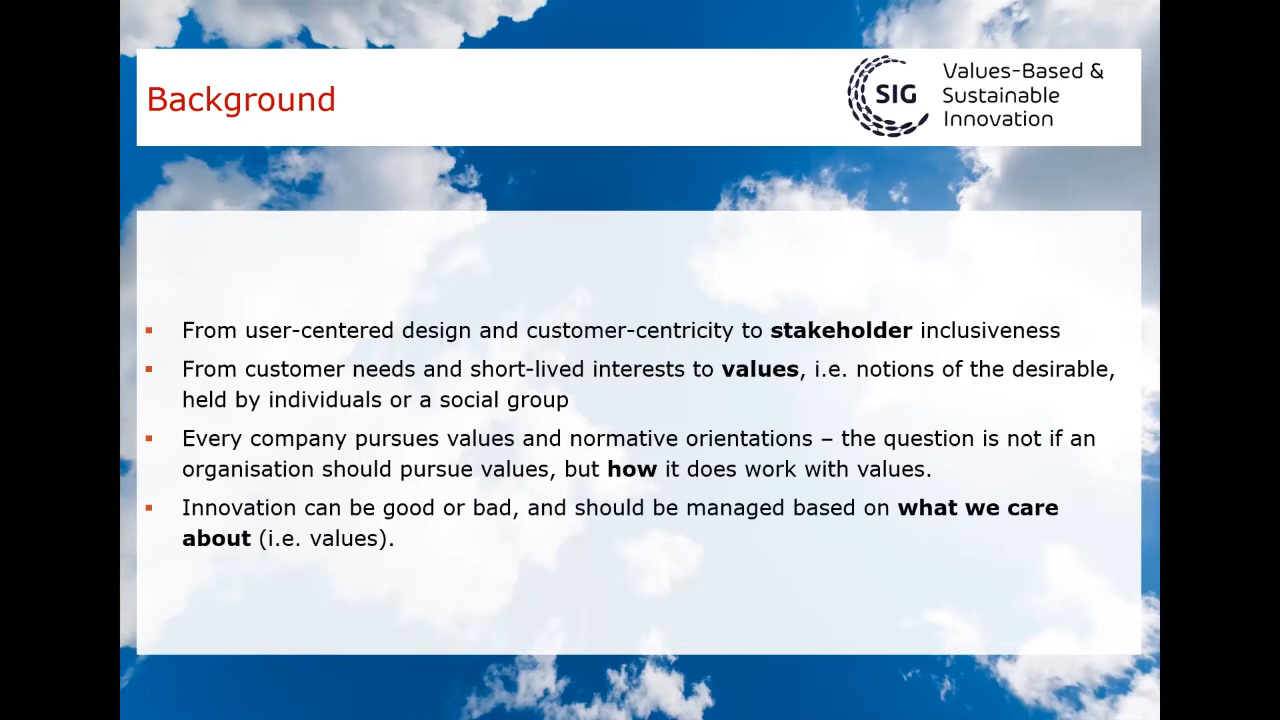 Background
SIG
Values-Based &
Sustainable
Innovation
▪ From user-centered design and customer-centricity to stakeholder inclusiveness
▪ From customer needs and short-lived interests to values, i.e. notions of the desirable,
held by individuals or a social group
▪ Every company pursues values and normative orientations – the question is not if an
organisation should pursue values, but how it does work with values.
▪ Innovation can be good or bad, and should be managed based on what we care
about (i.e. values).